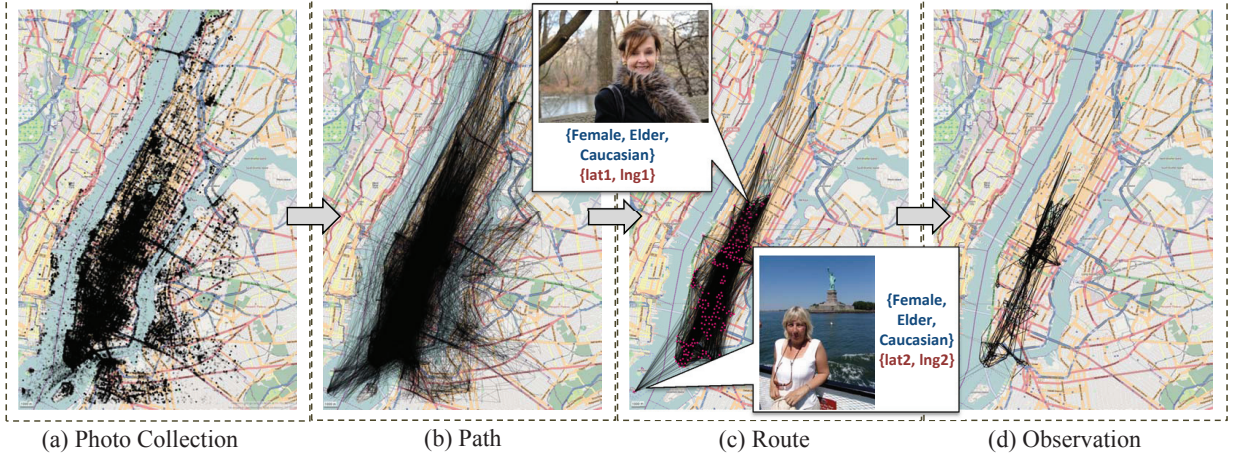 {Female, Elder,
Caucasian}
{lat1, lng1}
{Female,
Elder,
Caucasian}
{lat2, lng2}
(a) Photo Collection
(b) Path
(c) Route
(d) Observation